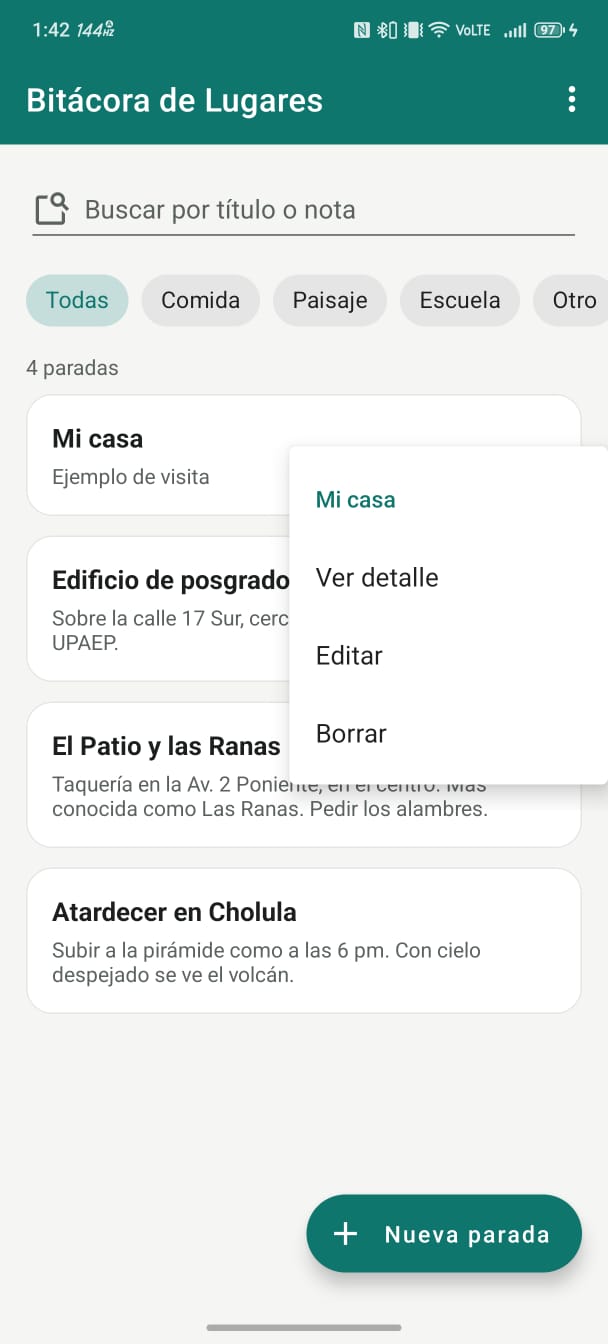 1:42 144HZ VoLTE 97
Bitácora de Lugares
Buscar por título o nota
Todas Comida Paisaje Escuela Otro
4 paradas
Mi casa
Ejemplo de visita
Mi casa
Ver detalle
Editar
Borrar
Edificio de posgrado
Sobre la calle 17 Sur, cerc
UPAEP.
El Patio y las Ranas
Taquería en la Av. 2 Poniente, en el centro. Más
conocida como Las Ranas. Pedir los alambres.
Atardecer en Cholula
Subir a la pirámide como a las 6 pm. Con cielo
despejado se ve el volcán.
+ Nueva parada